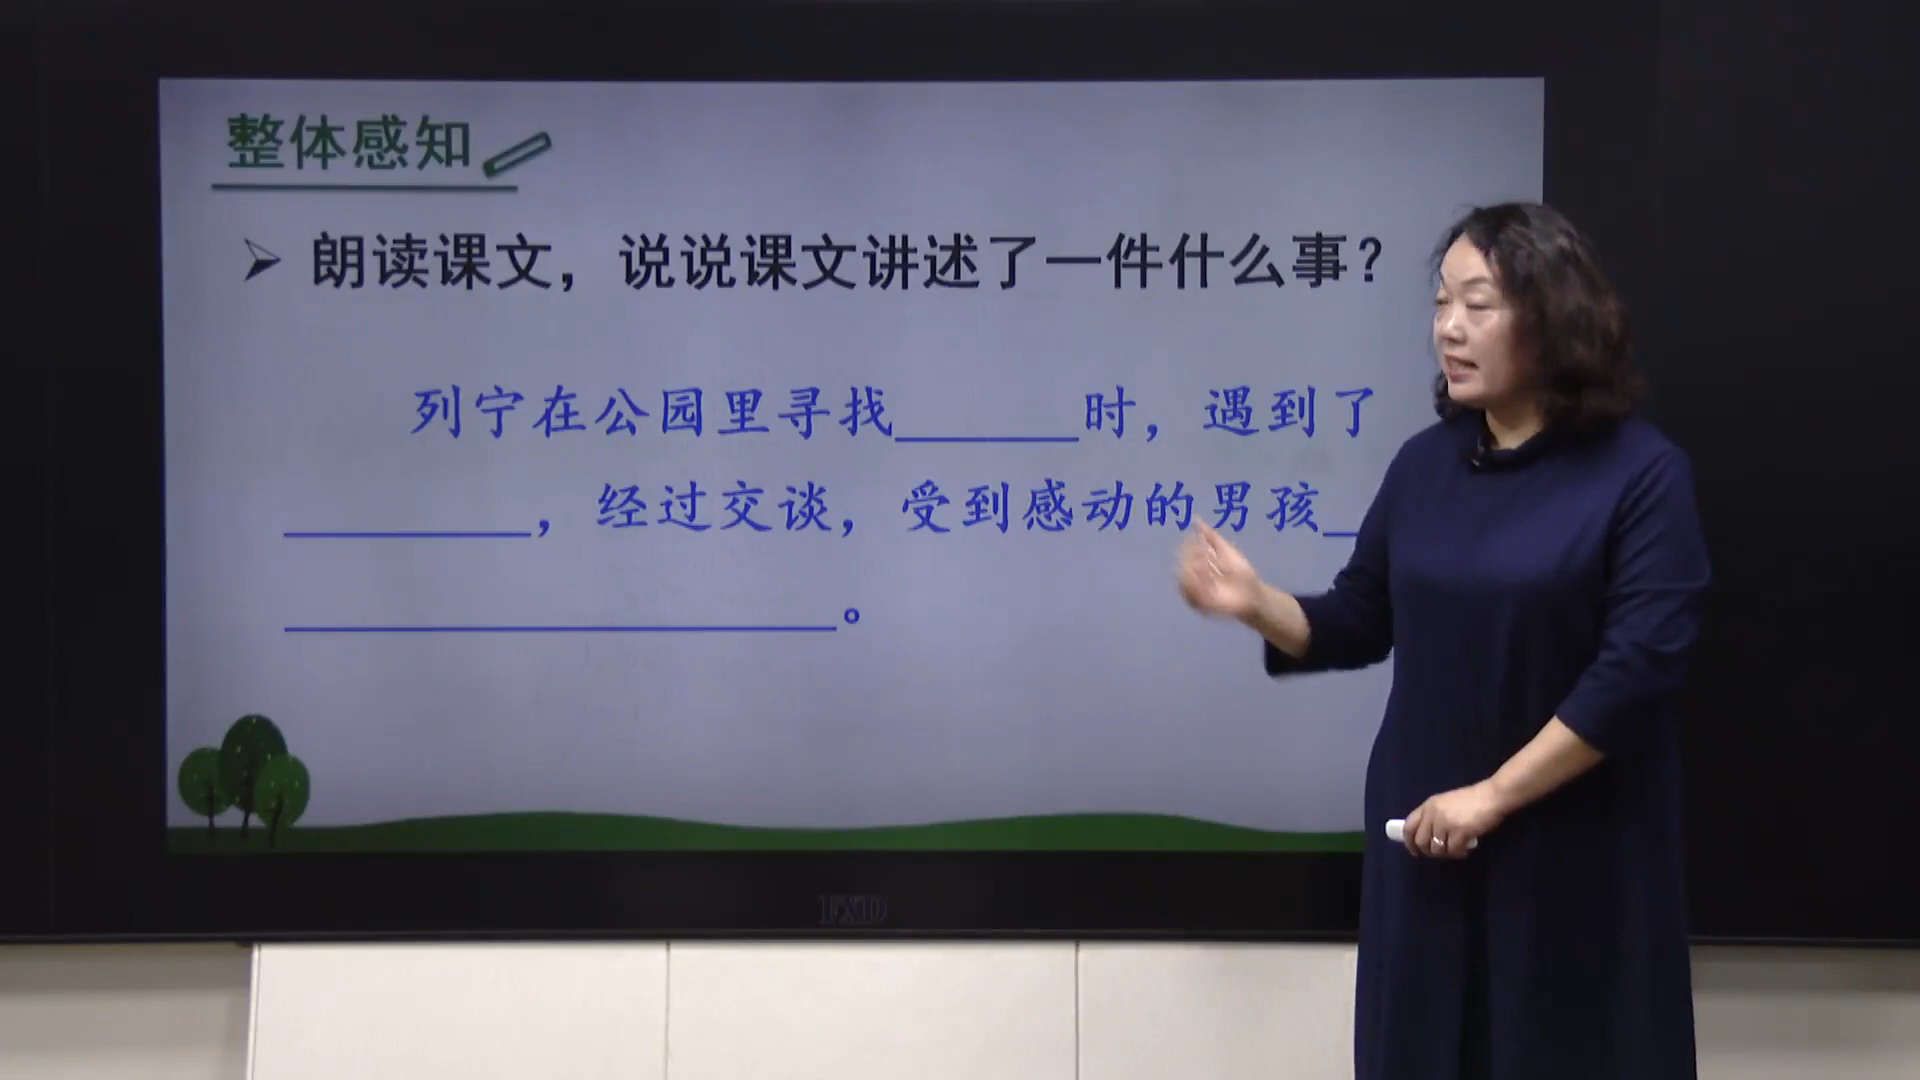 整体感知
朗读课文，说说课文讲述了一件什么事？
列宁在公园里寻找______时，遇到了
________，经过交谈，受到感动的男孩_
__________________。